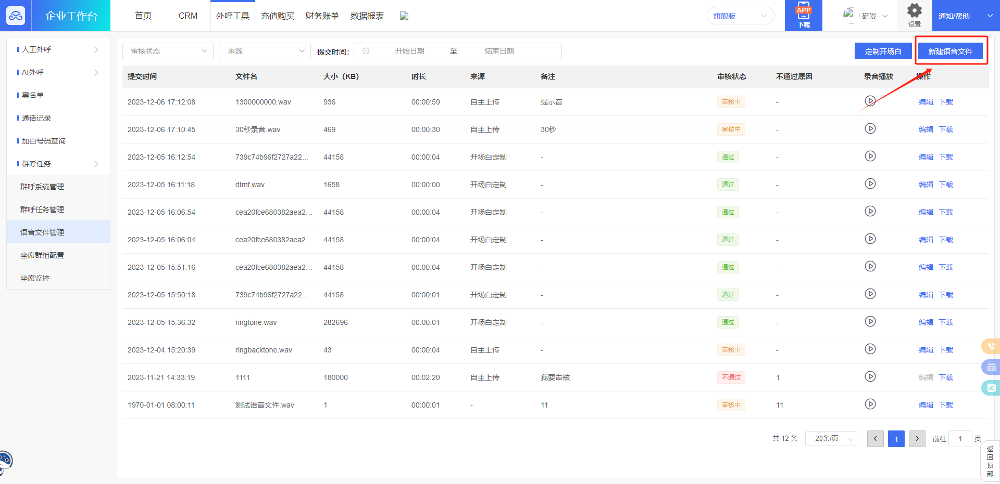 企业工作台
首页
CRM
外呼工具
充值购买
财务账单
数据报表
旗舰版
APP
下载
研发
设置
通知/帮助
人工外呼
AI外呼
黑名单
通话记录
加白号码查询
群呼任务
群呼系统管理
群呼任务管理
语音文件管理
坐席群组配置
坐席监控
审核状态
来源
提交时间：
开始日期
至
结束日期
定制开场白
新建语音文件
提交时间 文件名 大小（KB） 时长 来源 备注 审核状态 不通过原因 录音播放 操作
2023-12-06 17:12:08 1300000000.wav 936 00:00:59 自主上传 提示音 审核中 - 编辑 下载
2023-12-06 17:10:45 30秒录音.wav 469 00:00:30 自主上传 30秒 审核中 - 编辑 下载
2023-12-05 16:12:54 739c74b96f2727a22... 44158 00:00:04 开场白定制 - 通过 - 编辑 下载
2023-12-05 16:11:18 dtmf.wav 1658 00:00:00 开场白定制 - 通过 - 编辑 下载
2023-12-05 16:06:54 cea20fce680382aea2... 44158 00:00:04 开场白定制 - 通过 - 编辑 下载
2023-12-05 16:06:04 cea20fce680382aea2... 44158 00:00:04 开场白定制 - 通过 - 编辑 下载
2023-12-05 15:51:16 cea20fce680382aea2... 44158 00:00:04 开场白定制 - 通过 - 编辑 下载
2023-12-05 15:50:18 739c74b96f2727a22... 44158 00:00:01 开场白定制 - 通过 - 编辑 下载
2023-12-05 15:36:32 ringtone.wav 282696 00:00:01 开场白定制 - 通过 - 编辑 下载
2023-12-04 15:20:39 ringbacktone.wav 43 00:00:04 自主上传 - 审核中 - 编辑 下载
2023-11-21 14:33:19 1111 180000 00:02:20 自主上传 我要审核 不通过 1 编辑 下载
1970-01-01 08:00:11 测试语音文件.wav 1 00:00:01 - 11 审核中 11 编辑 下载
共 12 条
20条/页
1
前往 1 页
返
回
顶
部